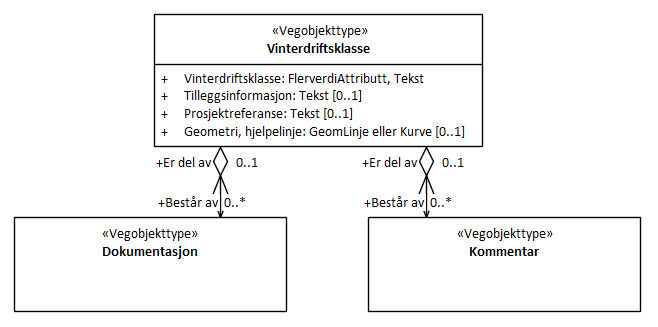 «Vegobjekttype»
Vinterdriftsklasse
+ Vinterdriftsklasse: FlerverdiAttributt, Tekst
+ Tilleggsinformasjon: Tekst [0..1]
+ Prosjektreferanse: Tekst [0..1]
+ Geometri, hjelpelinje: GeomLinje eller Kurve [0..1]
+Er del av 0..1 +Er del av 0..1
+Består av 0..* +Består av 0..*
«Vegobjekttype» «Vegobjekttype»
Dokumentasjon Kommentar